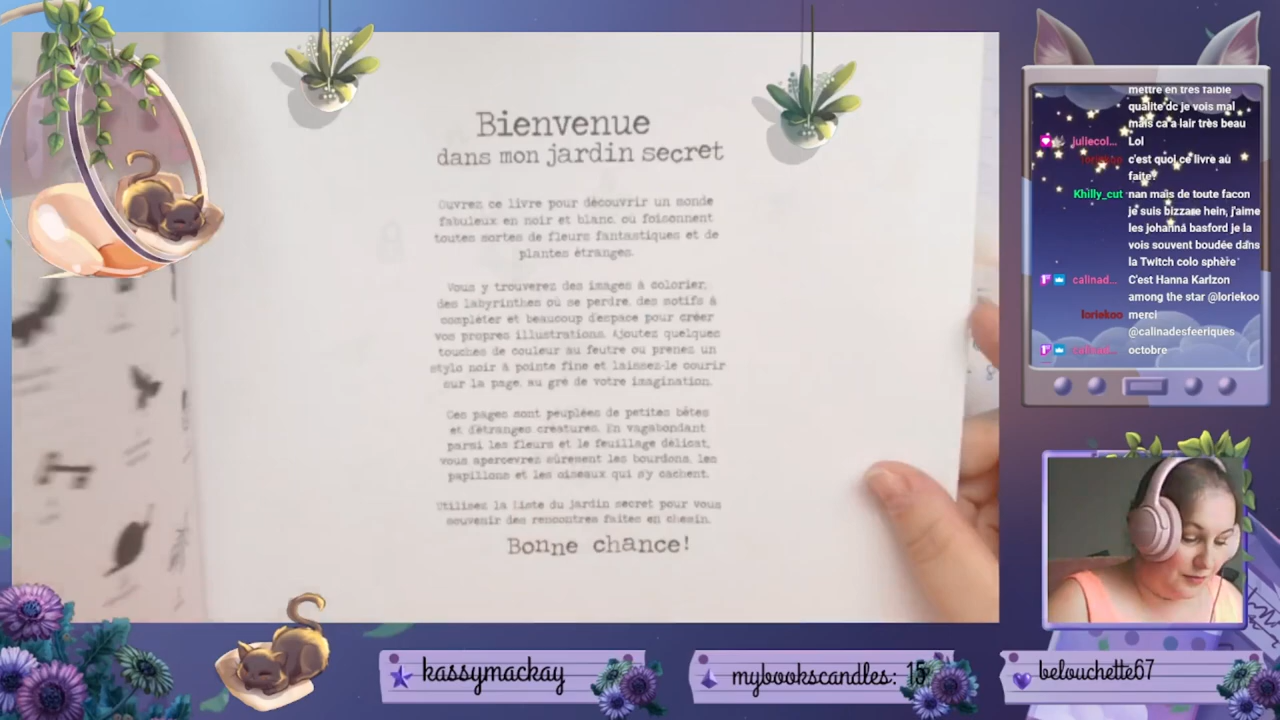 Bienvenue
dans mon jardin secret
Ouvrez ce livre pour découvrir un monde
fabuleux en noir et blanc, où foisonnent
toutes sortes de fleurs fantastiques et de
plantes étranges.
Vous y trouverez des images à colorier,
des labyrinthes où se perdre, des motifs à
compléter et beaucoup d'espace pour créer
vos propres illustrations. Ajoutez quelques
touches de couleur au feutre ou prenez un
stylo noir à pointe fine et laissez-le courir
sur la page, au gré de votre imagination.
Ces pages sont peuplées de petites bêtes
et d'étranges créatures. En vagabondant
parmi les fleurs et le feuillage délicat,
vous apercevrez sûrement les bourdons, les
papillons et les oiseaux qui s'y cachent.
Utilisez la liste du jardin secret pour vous
souvenir des rencontres faites en chemin.
Bonne chance!
mettre en très faible
qualité dc je vois mal
mais ca a lair très beau
juliecol... Lol
loriekoo c'est quoi ce livre au
faite?
Khilly_cut nan mais de toute facon
je suis bizzare hein, j'aime
les johanna basford je la
vois souvent boudée dans
la Twitch colo sphère
calinad... C'est Hanna Karlzon
among the star @loriekoo
loriekoo merci
@calinadesfeeriques
calinad... octobre
kassymackay
mybookscandles: 15
belouchette67